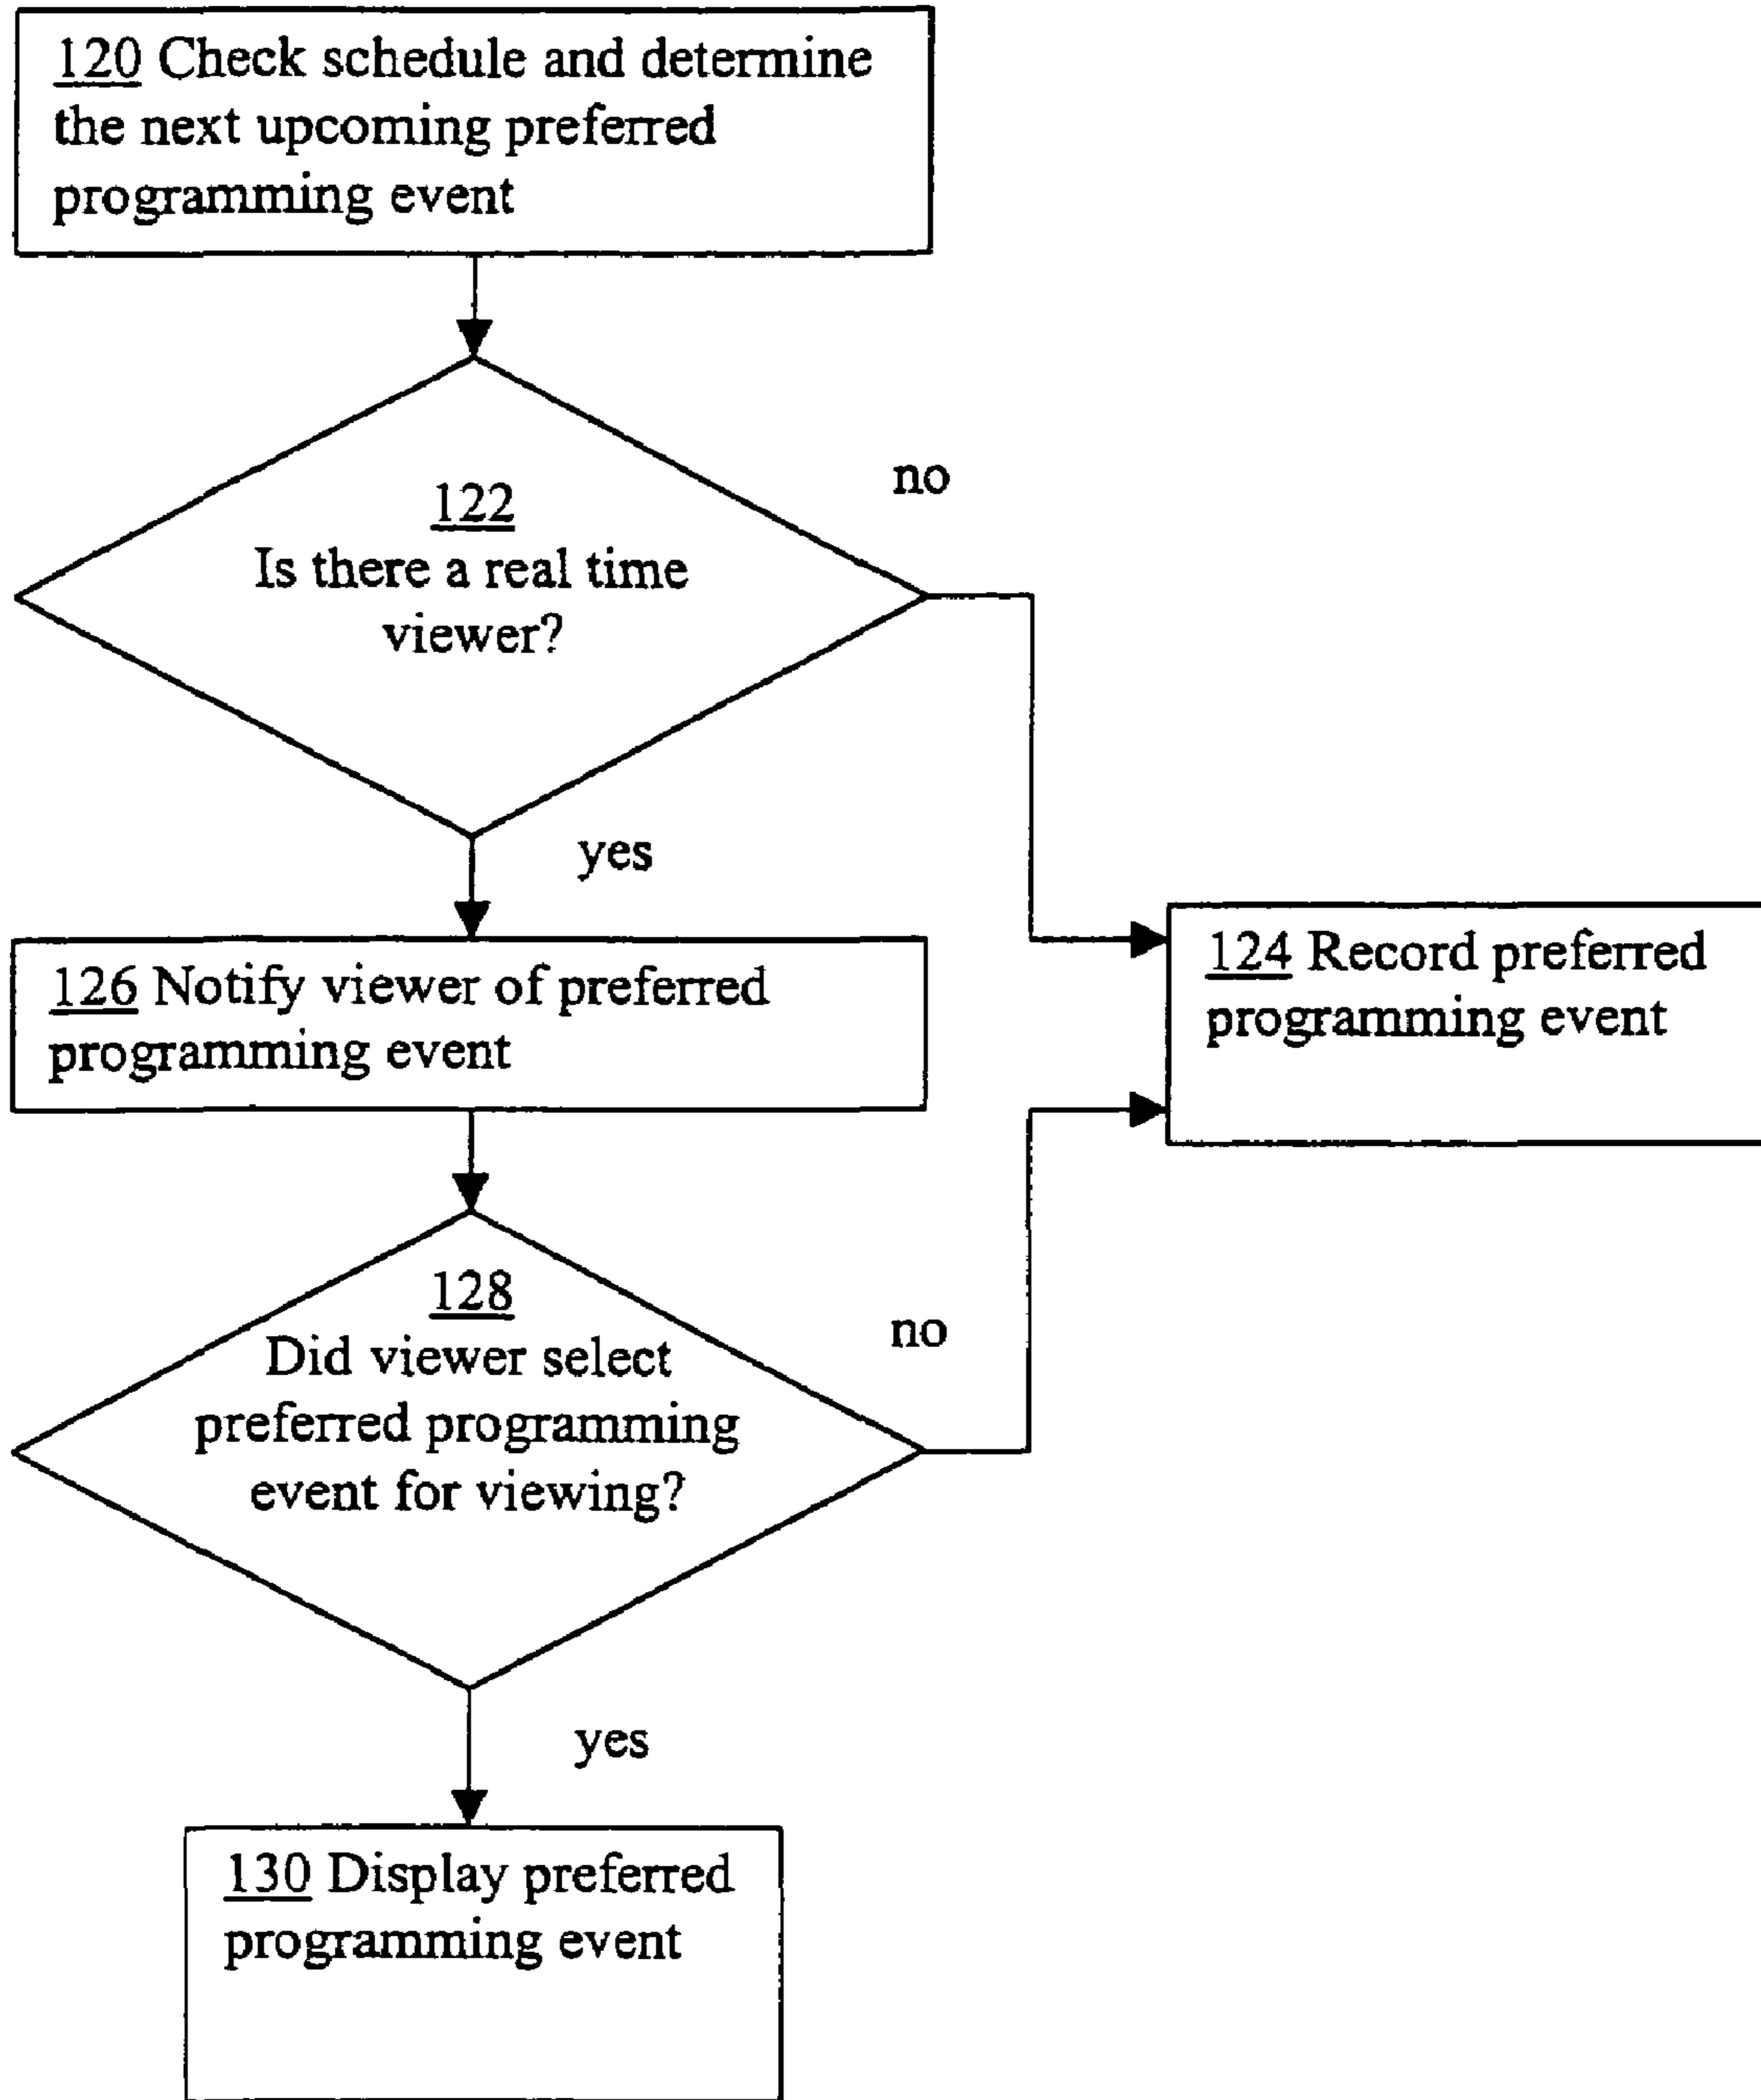 120 Check schedule and determine
the next upcoming preferred
programming event
no
122
Is there a real time
viewer?
yes
124 Record preferred
programming event
126 Notify viewer of preferred
programming event
128
Did viewer select
preferred programming
event for viewing?
no
yes
130 Display preferred
programming event